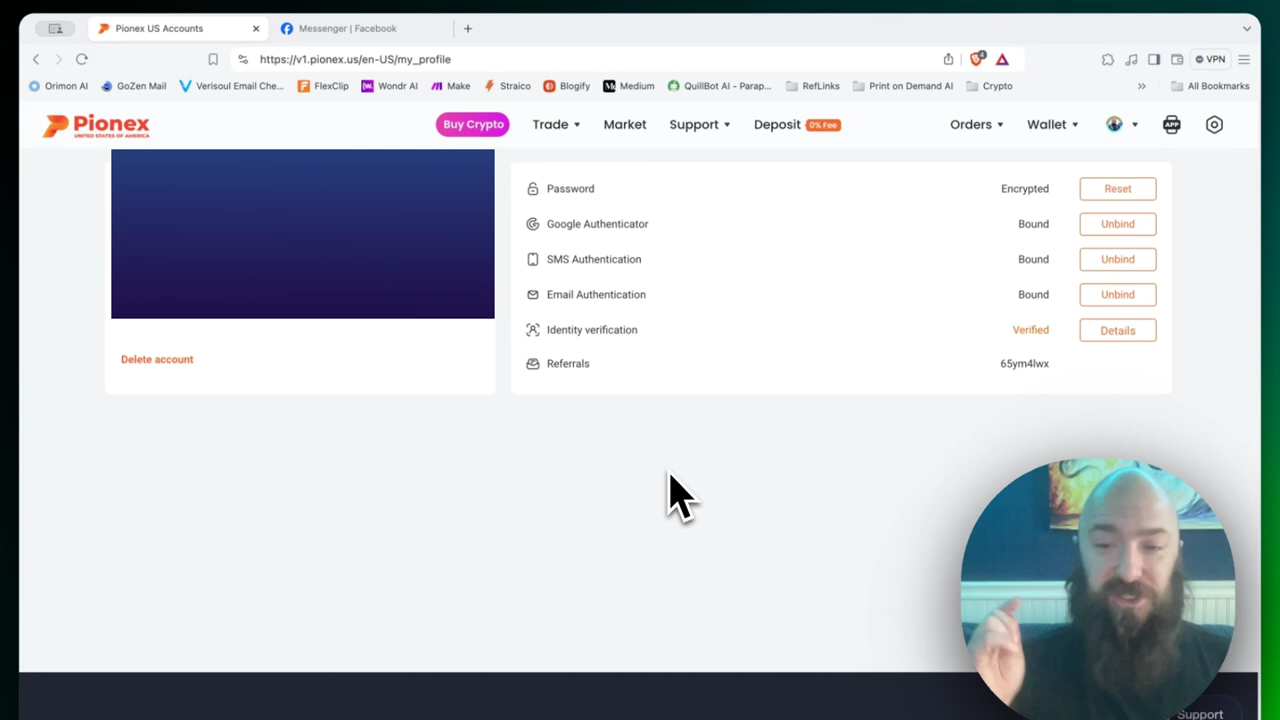 Pionex US Accounts
Messenger | Facebook
https://v1.pionex.us/en-US/my_profile
4
VPN
Orimon AI
GoZen Mail
Verisoul Email Che...
FlexClip
Wondr AI
Make
Straico
Blogify
Medium
QuillBot AI - Parap...
RefLinks
Print on Demand AI
Crypto
All Bookmarks
Pionex
UNITED STATES OF AMERICA
Buy Crypto
Trade
Market
Support
Deposit 0% Fee
Orders
Wallet
APP
Password Encrypted Reset
Google Authenticator Bound Unbind
SMS Authentication Bound Unbind
Email Authentication Bound Unbind
Identity verification Verified Details
Referrals 65ym4lwx
Delete account
Support